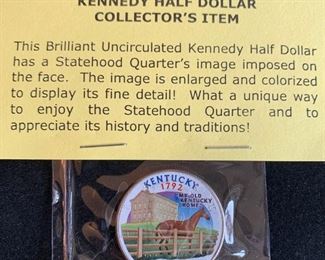 KENNEDY HALF DOLLAR
COLLECTOR'S ITEM
This Brilliant Uncirculated Kennedy Half Dollar
has a Statehood Quarter's image imposed on
the face. The image is enlarged and colorized
to display its fine detail! What a unique way
to enjoy the Statehood Quarter and to
appreciate its history and traditions!
KENTUCKY
1792
"MY OLD
KENTUCKY
HOME"